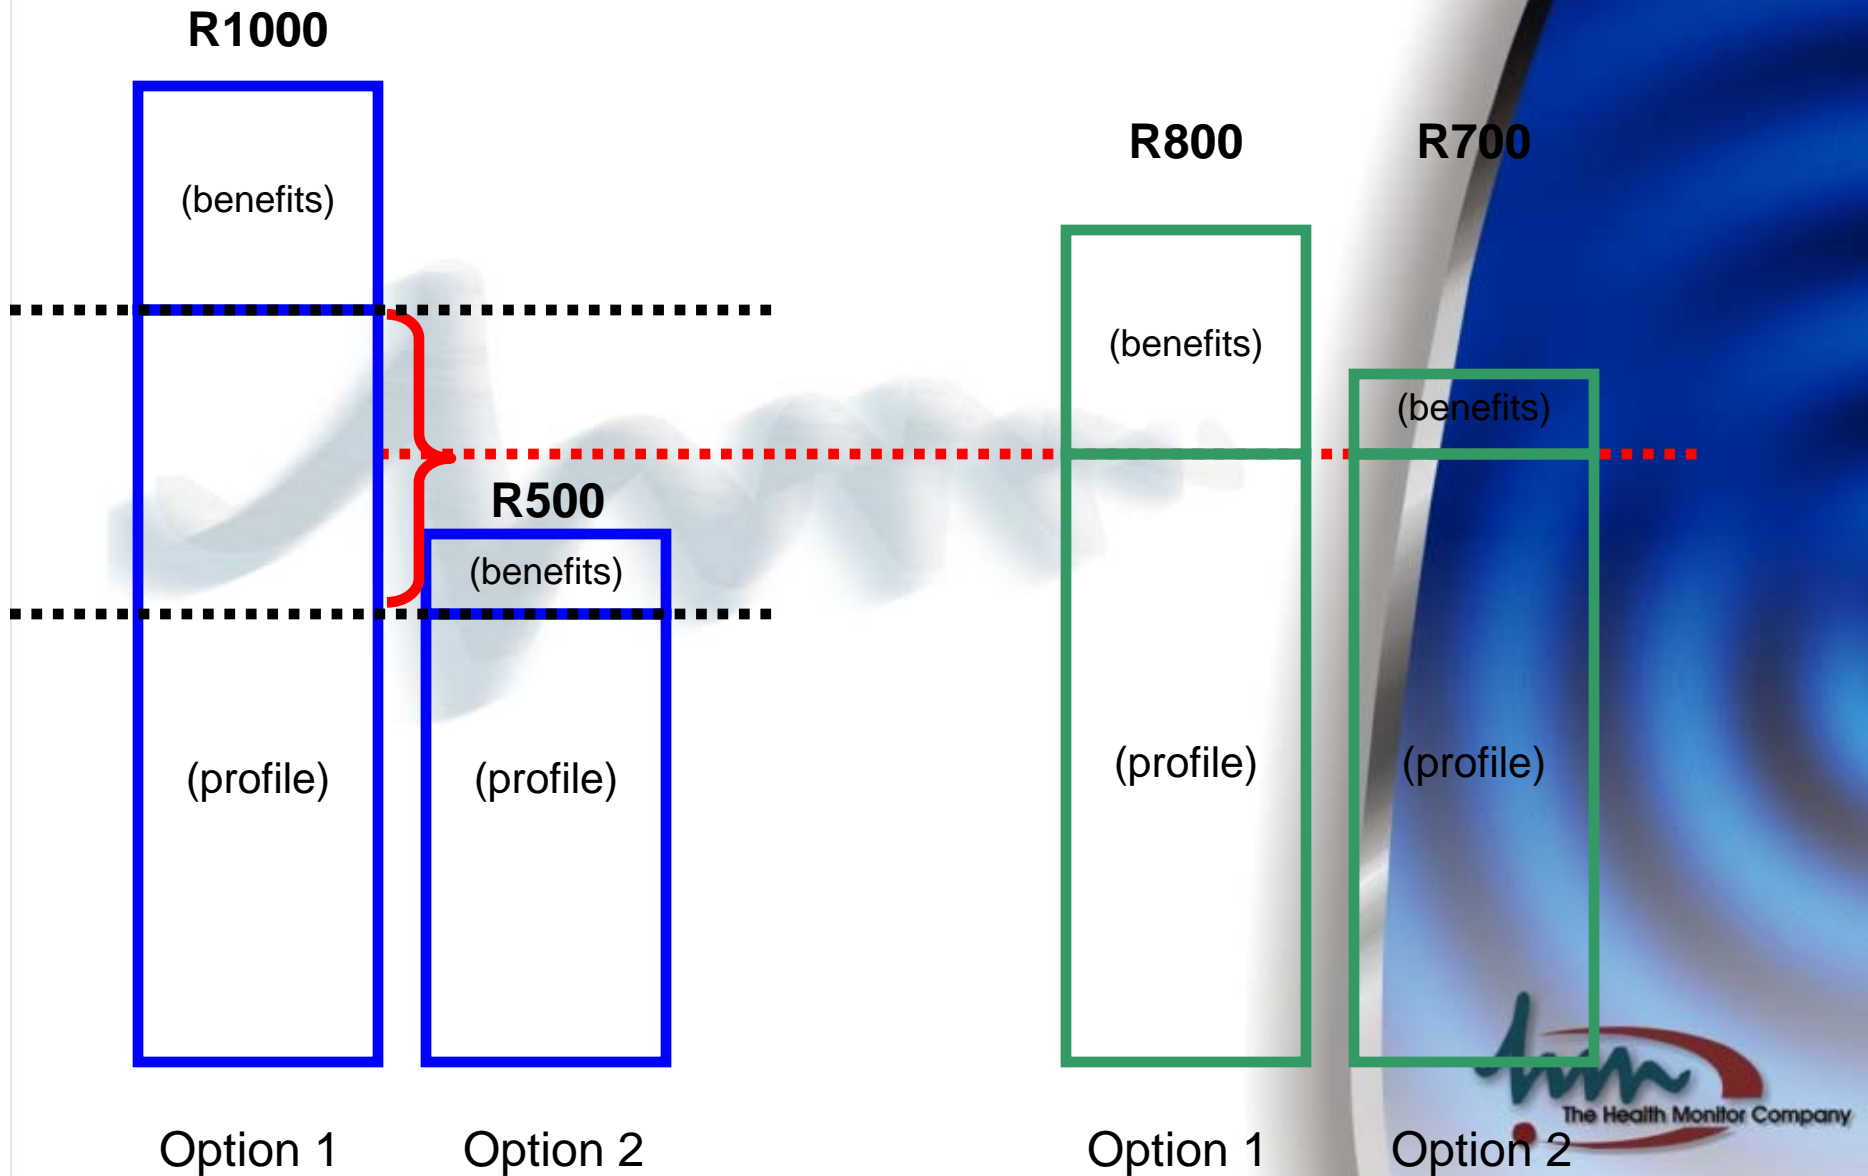 R1000
(benefits)
(profile)
Option 1
R500
(benefits)
(profile)
Option 2
R800
(benefits)
(profile)
Option 1
R700
(benefits)
(profile)
Option 2
hm
The Health Monitor Company